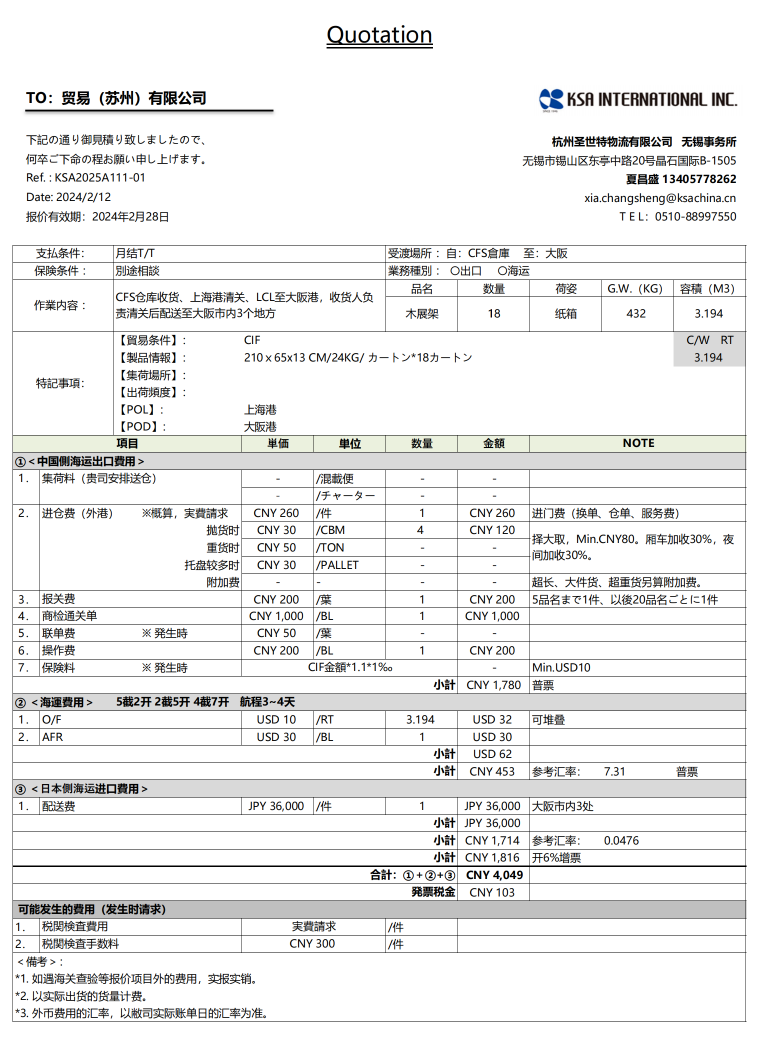 Quotation
TO：贸易（苏州）有限公司
KSA INTERNATIONAL INC.
下記の通り御見積り致しましたので、
何卒ご下命の程お願い申し上げます。
Ref. : KSA2025A111-01
Date: 2024/2/12
报价有效期：2024年2月28日
杭州圣世特物流有限公司 无锡事务所
无锡市锡山区东亭中路20号晶石国际B-1505
夏昌盛 13405778262
xia.changsheng@ksachina.cn
T E L：0510-88997550
支払条件： 月结T/T 受渡場所 ： 自：CFS倉庫 至：大阪
保険条件 ： 別途相談 業務種別 ： 〇出口 〇海运
作業内容 ： CFS仓库收货、上海港清关、LCL至大阪港，收货人负责清关后配送至大阪市内3个地方
品名 数量 荷姿 G.W.（KG） 容積（M3）
木展架 18 纸箱 432 3.194
特記事項：
【貿易条件】： CIF C/W RT
【製品情報】： 210ｘ65x13 CM/24KG/ カートン*18カートン 3.194
【集荷場所】：
【出荷頻度】：
【POL】： 上海港
【POD】： 大阪港
項目 単価 単位 数量 金額 NOTE
①＜中国側海运出口費用＞
1. 集荷料（贵司安排送仓） - /混載便 - -
- /チャーター - -
2. 进仓费（外港） ※概算，実費請求 CNY 260 /件 1 CNY 260 进门费（换单、仓单、服务费）
抛货时 CNY 30 /CBM 4 CNY 120 择大取，Min.CNY80。厢车加收30%，夜间加收30%。
重货时 CNY 50 /TON - -
托盘较多时 CNY 30 /PALLET - -
附加费 - - - - 超长、大件货、超重货另算附加费。
3. 报关费 CNY 200 /葉 1 CNY 200 5品名まで1件、以後20品名ごとに1件
4. 商检通关单 CNY 1,000 /BL 1 CNY 1,000
5. 联单费 ※ 発生時 CNY 50 /葉 - -
6. 操作费 CNY 200 /BL 1 CNY 200
7. 保険料 ※ 発生時 CIF金額*1.1*1‰ - Min.USD10
小計 CNY 1,780 普票
② ＜海運費用＞ 5截2开 2截5开 4截7开 航程3~4天
1. O/F USD 10 /RT 3.194 USD 32 可堆叠
2. AFR USD 30 /BL 1 USD 30
小計 USD 62
小計 CNY 453 参考汇率： 7.31 普票
③ ＜日本側海运进口費用＞
1. 配送费 JPY 36,000 /件 1 JPY 36,000 大阪市内3处
小計 JPY 36,000
小計 CNY 1,714 参考汇率： 0.0476
小計 CNY 1,816 开6%增票
合計：①＋②＋③ CNY 4,049
発票税金 CNY 103
可能发生的费用（发生时请求）
1. 税関検査費用 実費請求 /件
2. 税関検査手数料 CNY 300 /件
＜備考＞：
*1. 如遇海关查验等报价项目外的费用，实报实销。
*2. 以实际出货的货量计费。
*3. 外币费用的汇率，以敝司实际账单日的汇率为准。